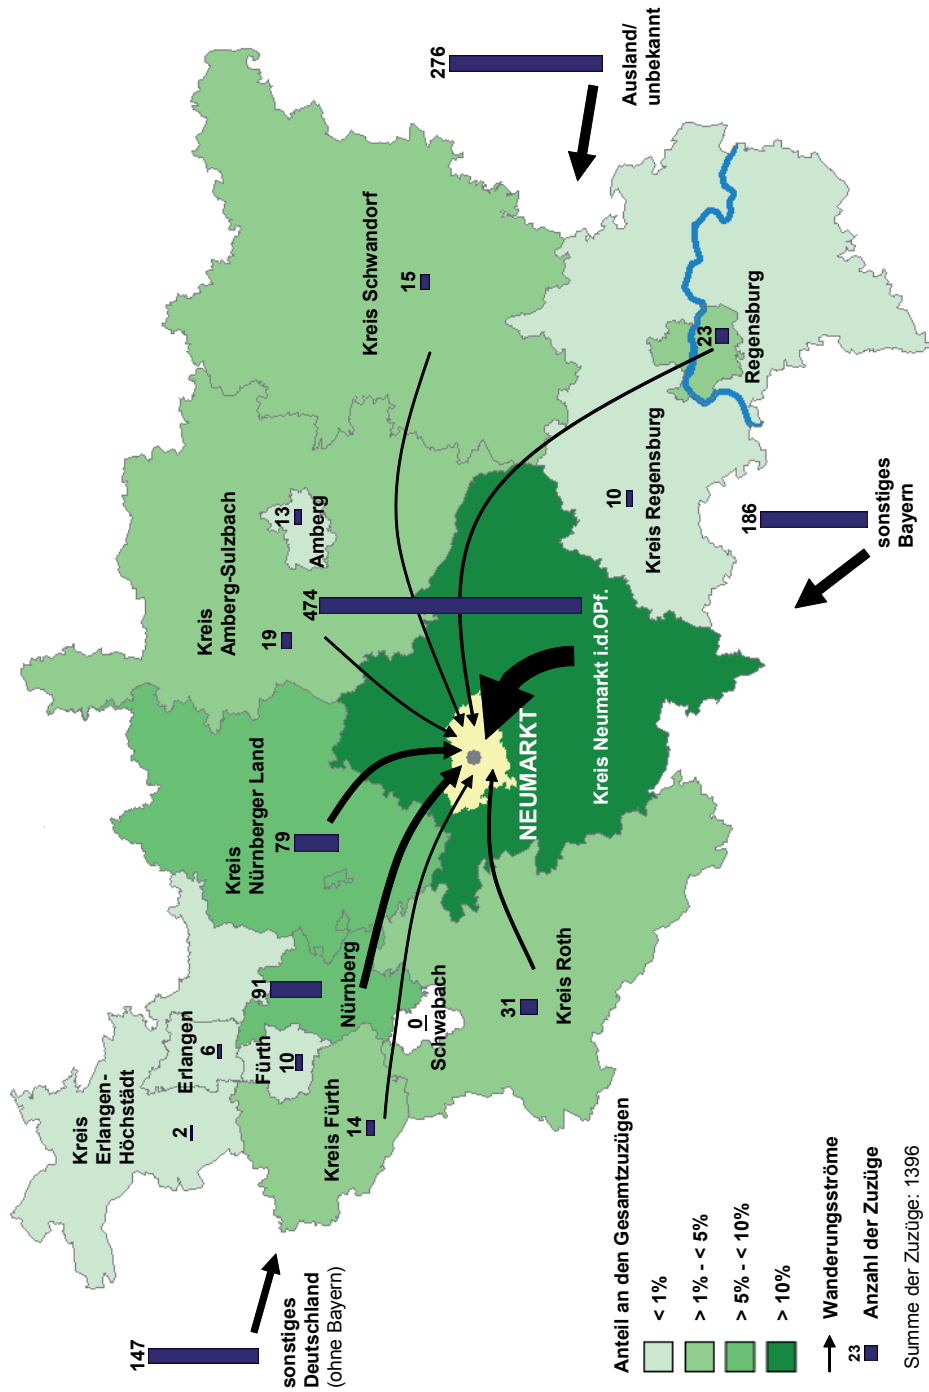 147
sonstiges
Deutschland
(ohne Bayern)
Kreis
Erlangen-
Höchstädt
2
Erlangen
6
Fürth
10
Kreis Fürth
14
91
Nürnberg
0
Schwabach
31
Kreis Roth
Kreis
Nürnberger Land
79
Kreis
Amberg-Sulzbach
19
13
Amberg
474
NEUMARKT
Kreis Neumarkt i.d.OPf.
Kreis Schwandorf
15
10
Kreis Regensburg
23
Regensburg
186
sonstiges
Bayern
276
Ausland/
unbekannt
Anteil an den Gesamtzuzügen
< 1%
> 1% - < 5%
> 5% - < 10%
> 10%
Wanderungsströme
23 Anzahl der Zuzüge
Summe der Zuzüge: 1396